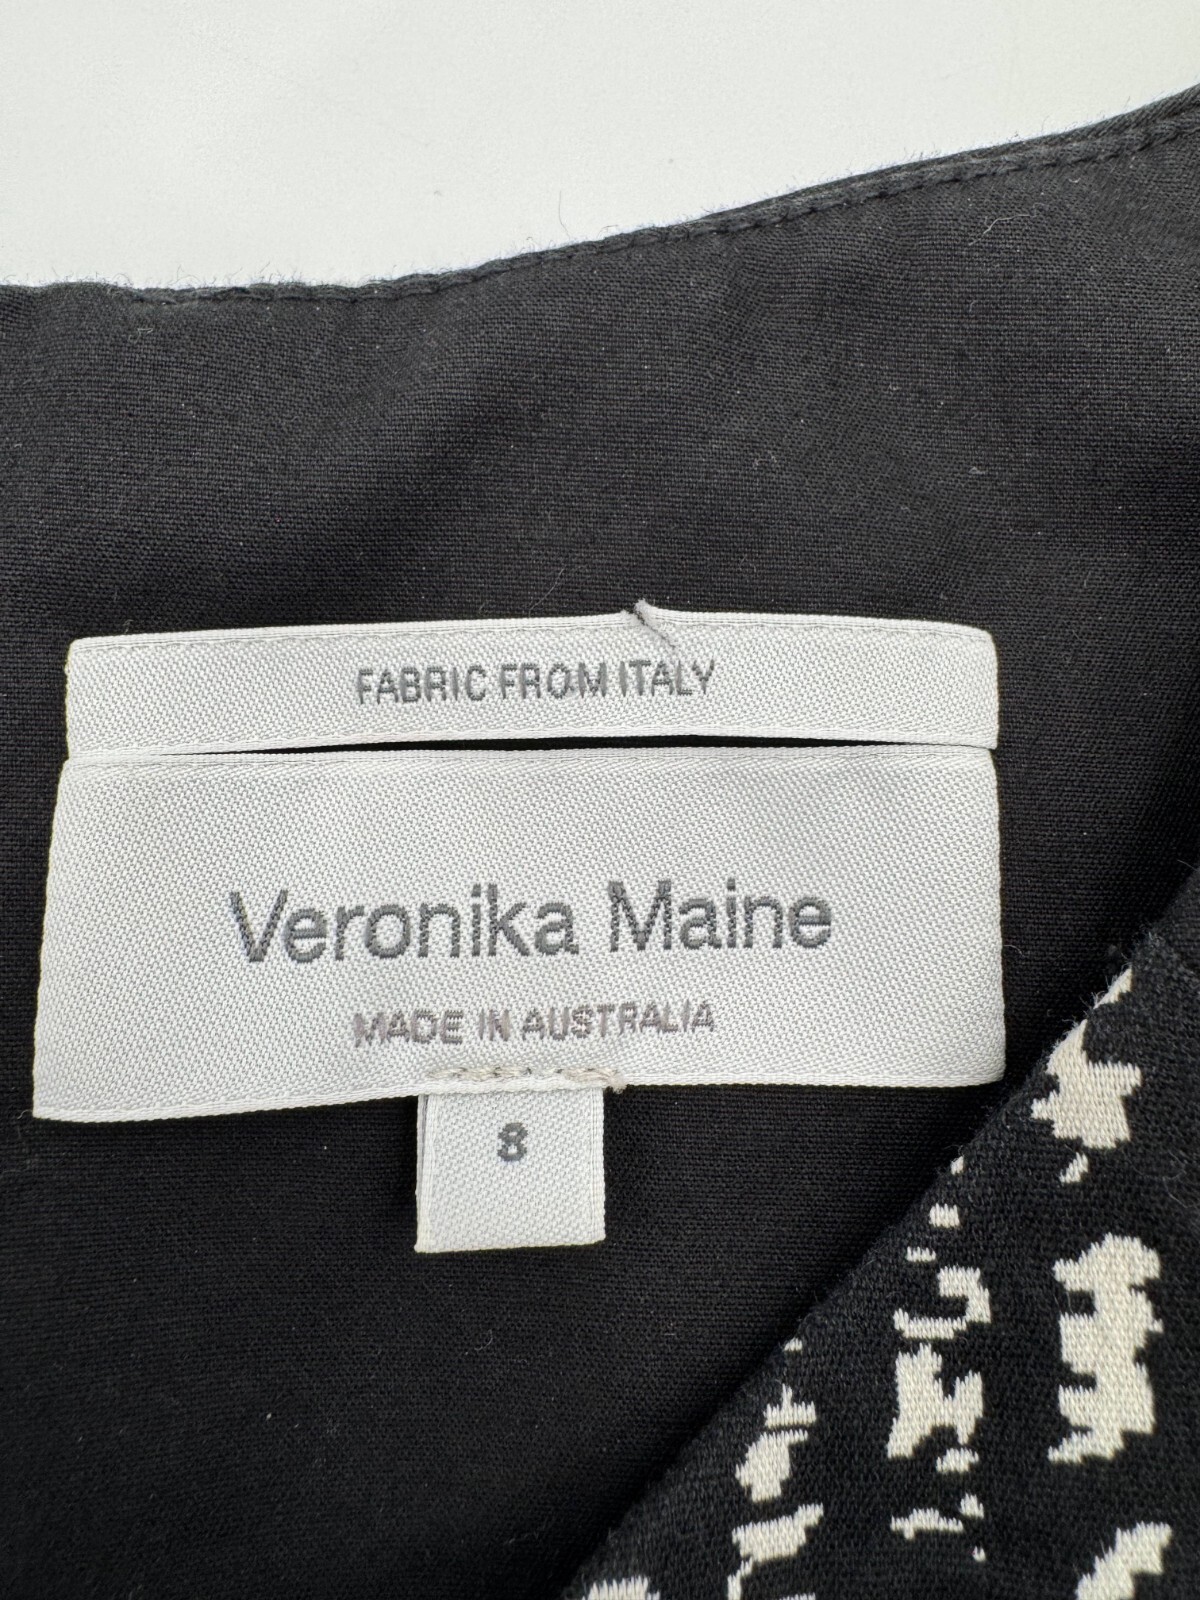 FABRIC FROM ITALY
Veronika Maine
MADE IN AUSTRALIA
8